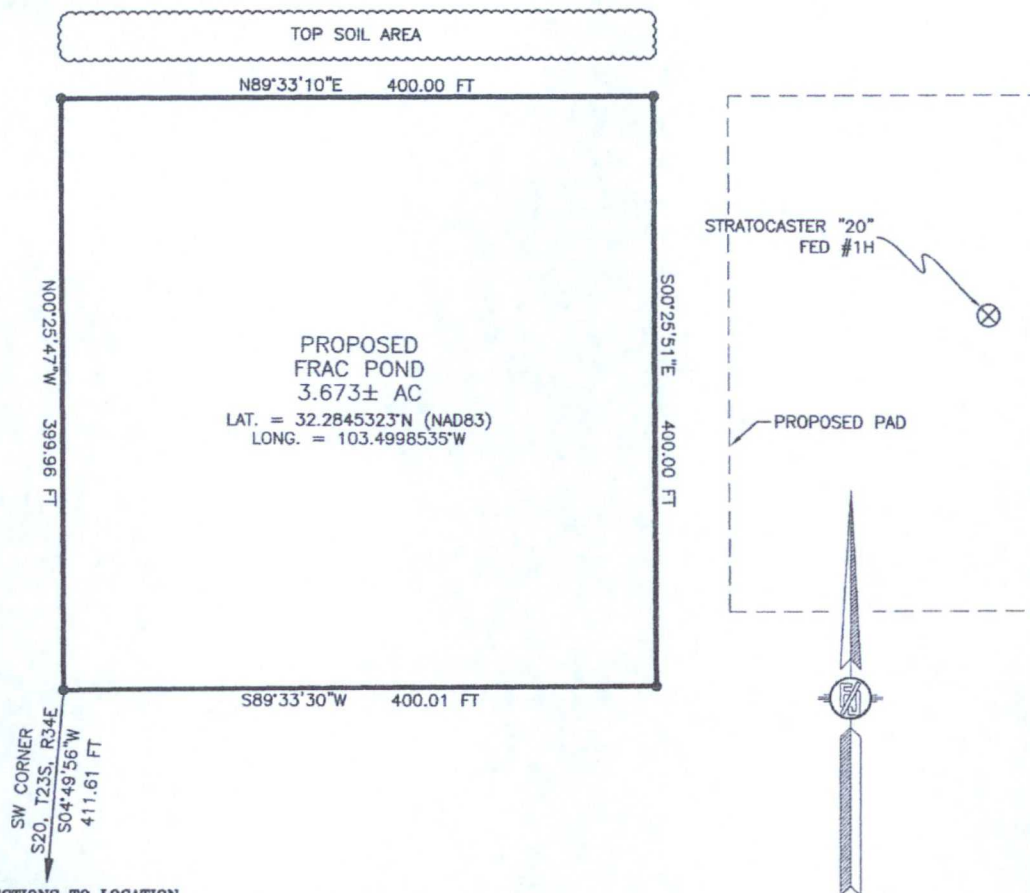 TOP SOIL AREA
N89°33'10"E 400.00 FT
STRATOCASTER "20"
FED #1H
N00°25'47"W 399.96 FT
S00°25'51"E 400.00 FT
PROPOSED
FRAC POND
3.673± AC
LAT. = 32.2845323°N (NAD83)
LONG. = 103.4998535°W
PROPOSED PAD
S89°33'30"W 400.01 FT
SW CORNER
S20, T23S, R34E
S04°49'56"W
411.61 FT
TO LOCATION